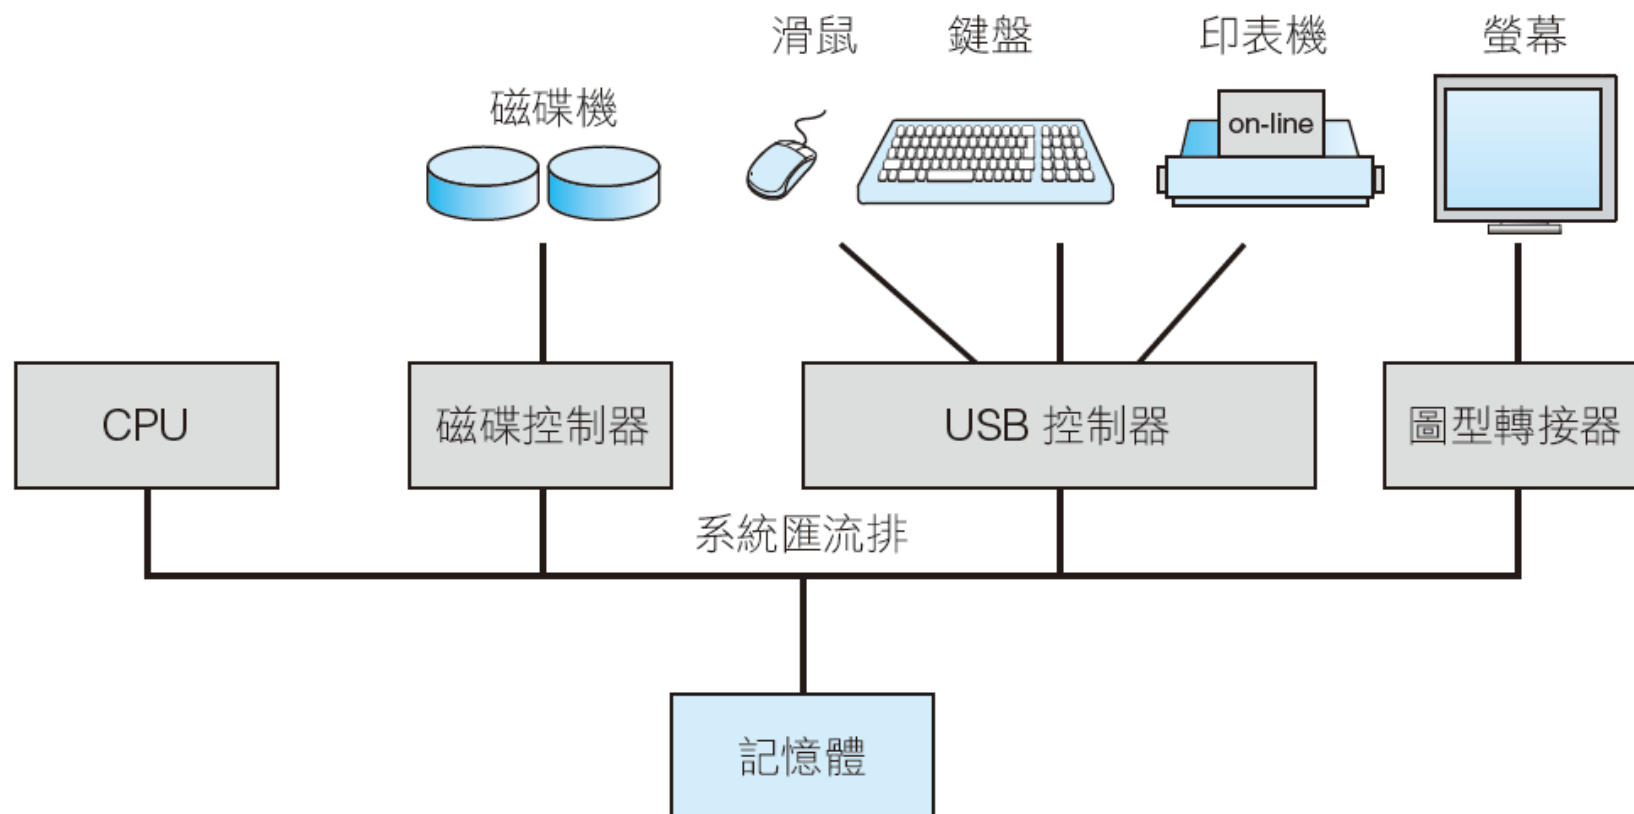 滑鼠
鍵盤
印表機
螢幕
磁碟機
on-line
CPU
磁碟控制器
USB 控制器
圖型轉接器
系統匯流排
記憶體